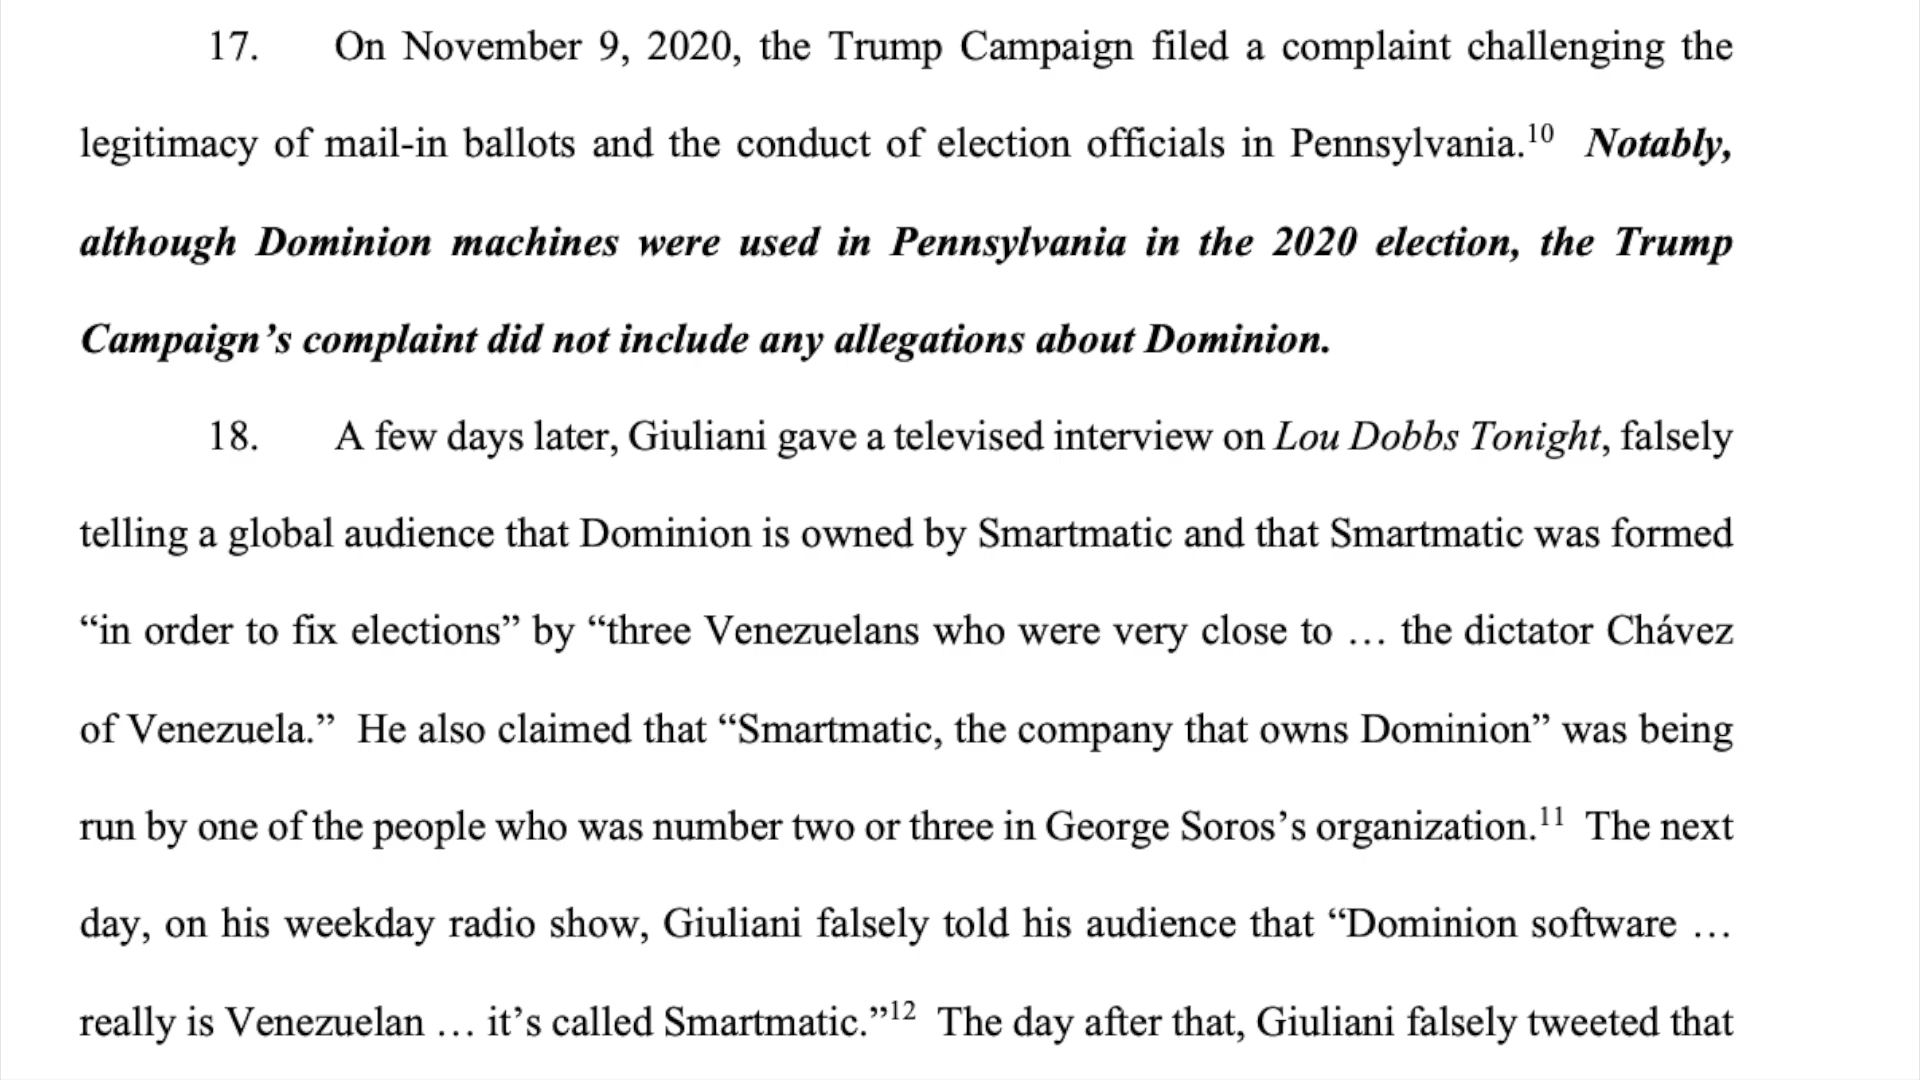 17. On November 9, 2020, the Trump Campaign filed a complaint challenging the
legitimacy of mail-in ballots and the conduct of election officials in Pennsylvania.10 Notably,
although Dominion machines were used in Pennsylvania in the 2020 election, the Trump
Campaign’s complaint did not include any allegations about Dominion.
18. A few days later, Giuliani gave a televised interview on Lou Dobbs Tonight, falsely
telling a global audience that Dominion is owned by Smartmatic and that Smartmatic was formed
“in order to fix elections” by “three Venezuelans who were very close to … the dictator Chávez
of Venezuela.” He also claimed that “Smartmatic, the company that owns Dominion” was being
run by one of the people who was number two or three in George Soros’s organization.11 The next
day, on his weekday radio show, Giuliani falsely told his audience that “Dominion software …
really is Venezuelan … it’s called Smartmatic.”12 The day after that, Giuliani falsely tweeted that